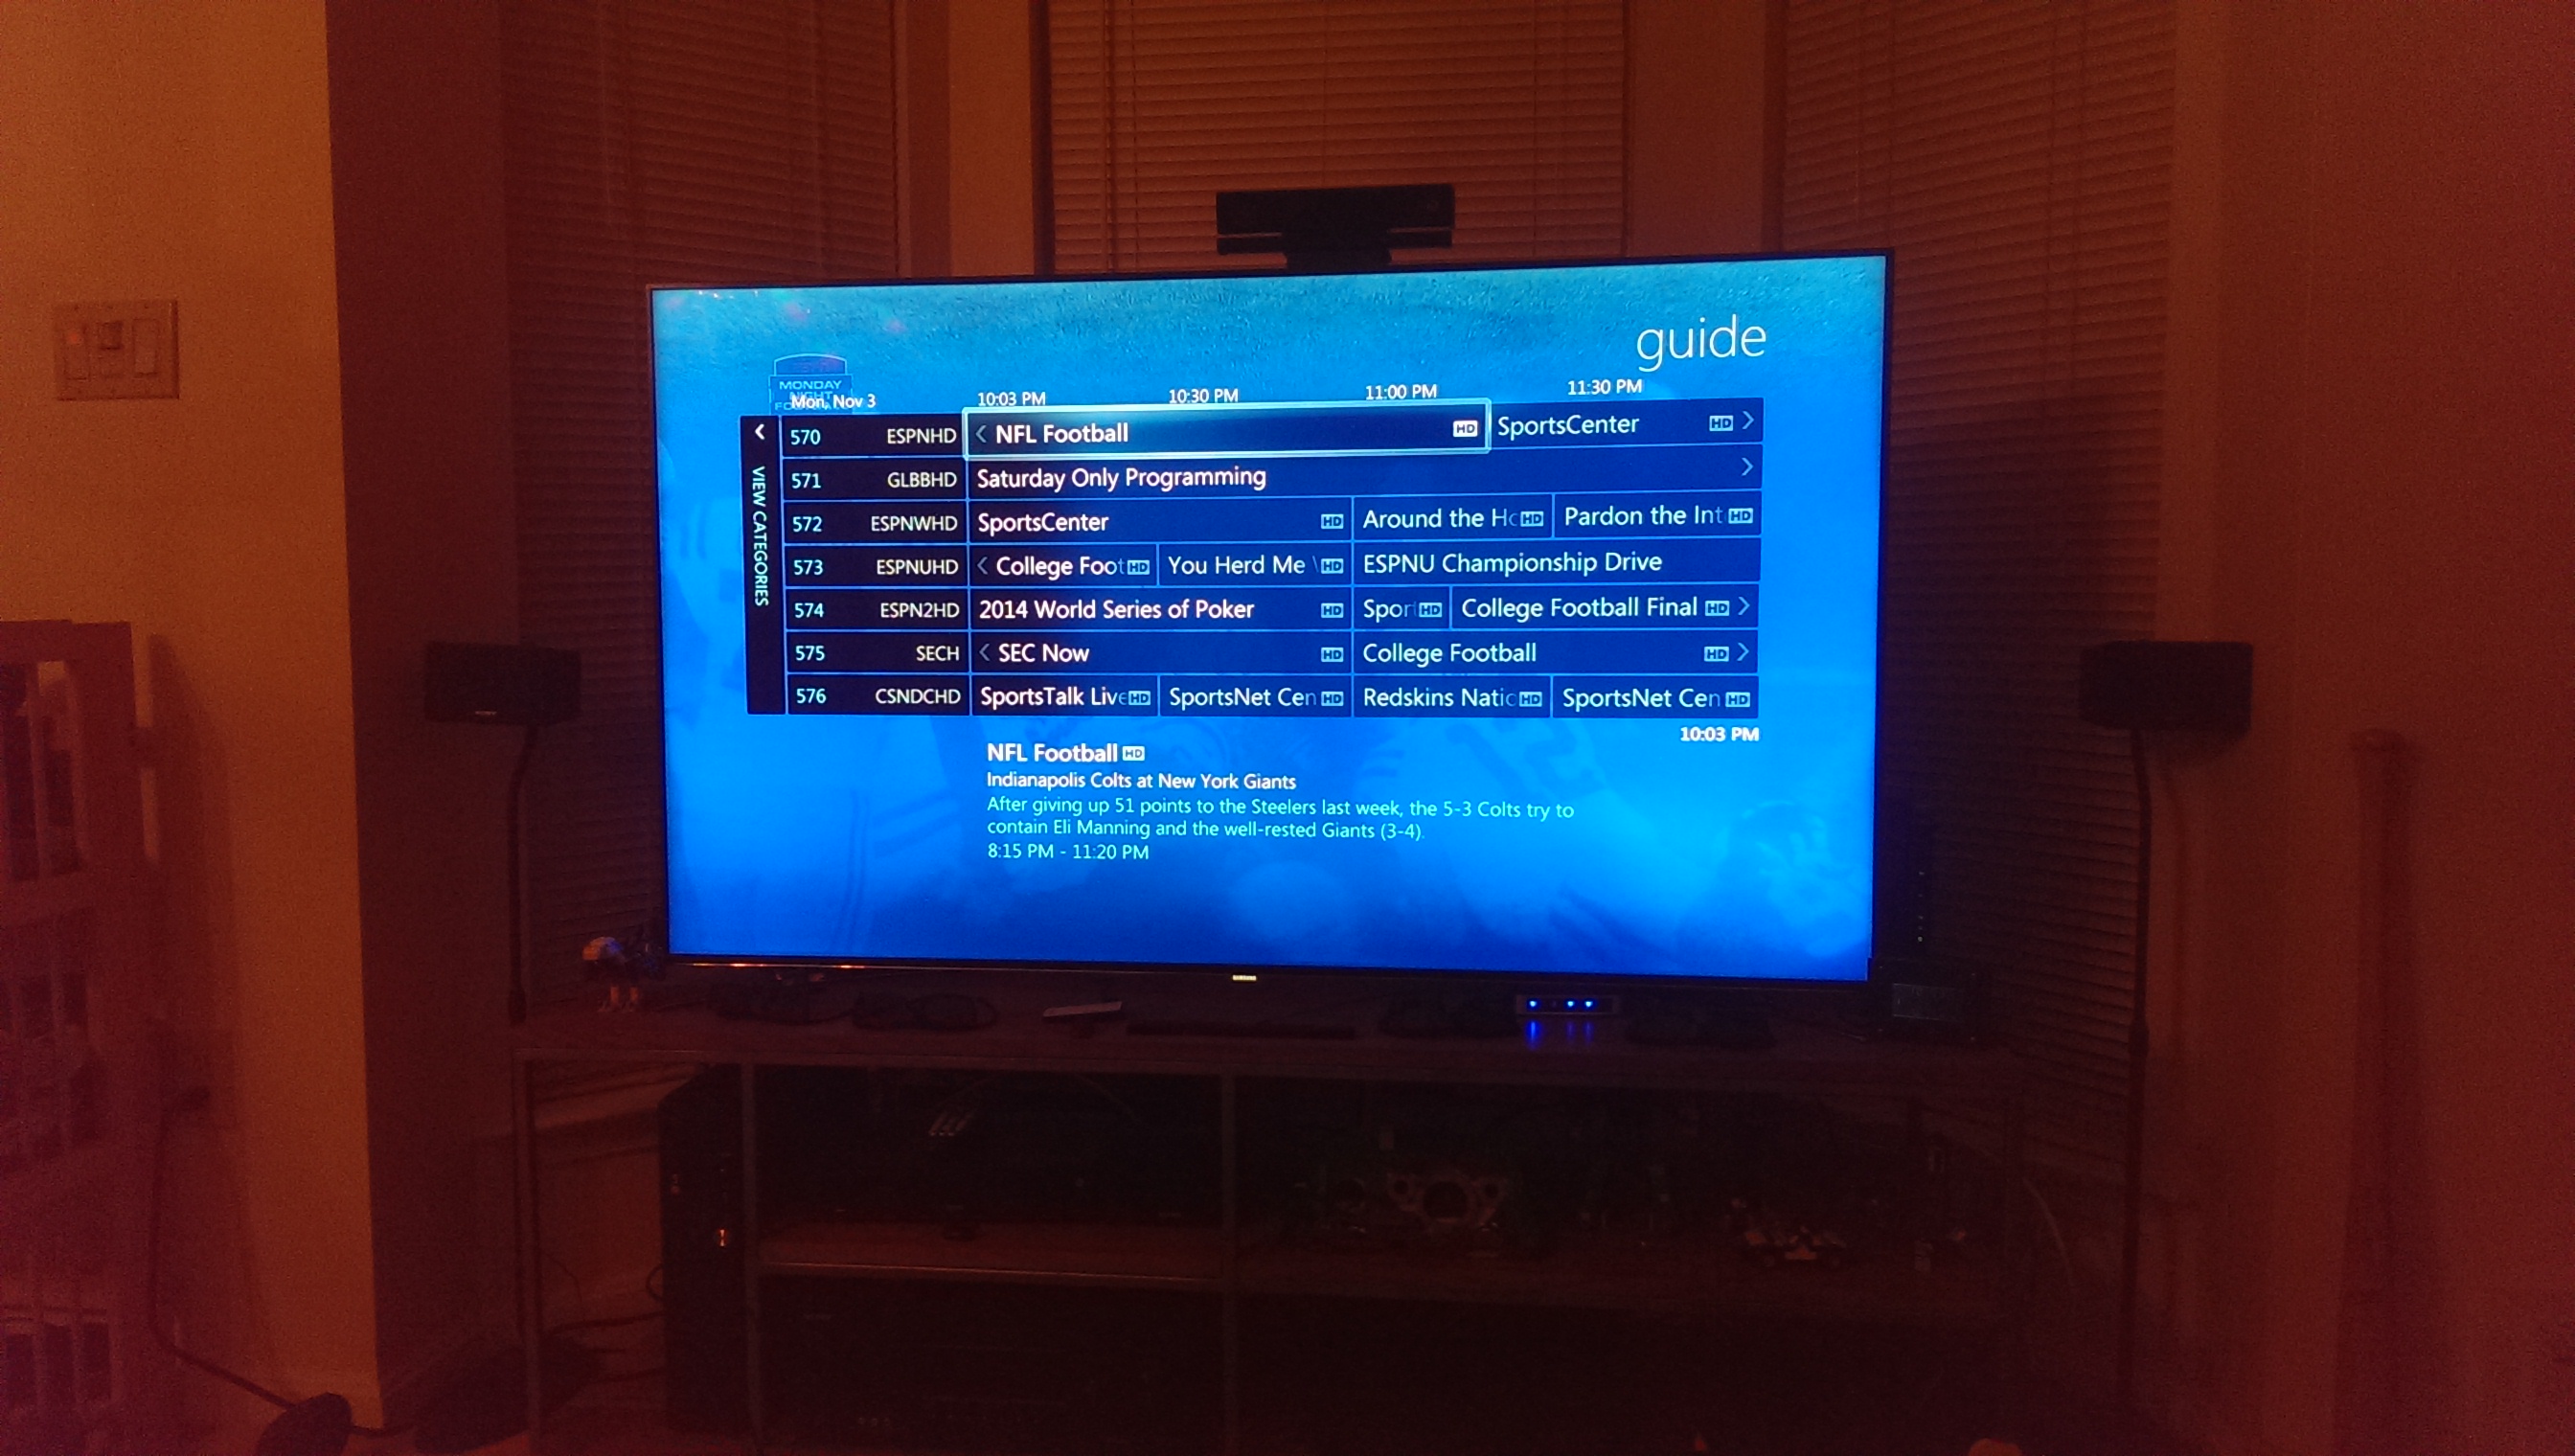 guide
MONDAY
NIGHT
Mon, Nov 3 10:03 PM 10:30 PM 11:00 PM 11:30 PM
VIEW CATEGORIES
570 ESPNHD NFL Football HD SportsCenter HD
571 GLBBHD Saturday Only Programming
572 ESPNWHD SportsCenter HD Around the Ho HD Pardon the Int HD
573 ESPNUHD College Foot HD You Herd Me HD ESPNU Championship Drive
574 ESPN2HD 2014 World Series of Poker HD Spor HD College Football Final HD
575 SECH SEC Now HD College Football HD
576 CSNDCHD SportsTalk Live HD SportsNet Cen HD Redskins Natio HD SportsNet Cen HD
10:03 PM
NFL Football HD
Indianapolis Colts at New York Giants
After giving up 51 points to the Steelers last week, the 5-3 Colts try to
contain Eli Manning and the well-rested Giants (3-4).
8:15 PM - 11:20 PM
SAMSUNG